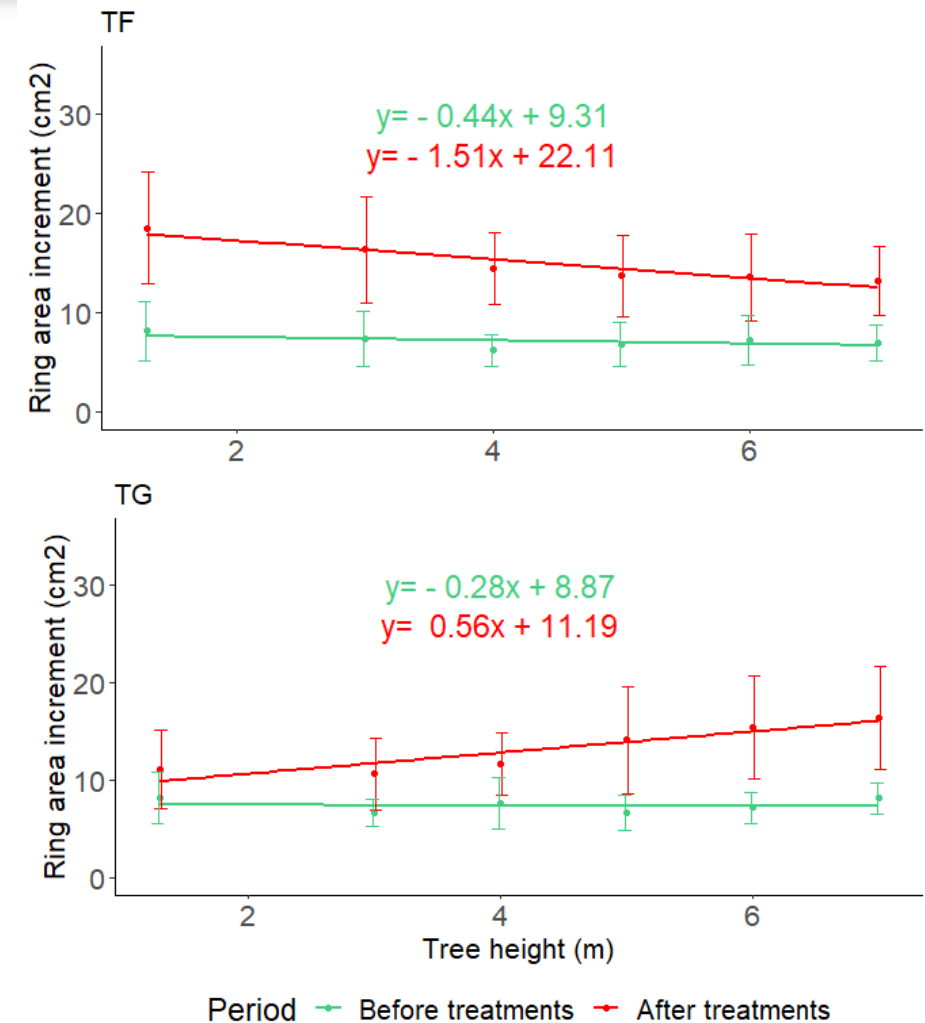 TF
Ring area increment (cm2)
30
20
10
0
y= - 0.44x + 9.31
y= - 1.51x + 22.11
2 4 6
TG
Ring area increment (cm2)
30
20
10
0
y= - 0.28x + 8.87
y= 0.56x + 11.19
2 4 6
Tree height (m)
Period Before treatments After treatments